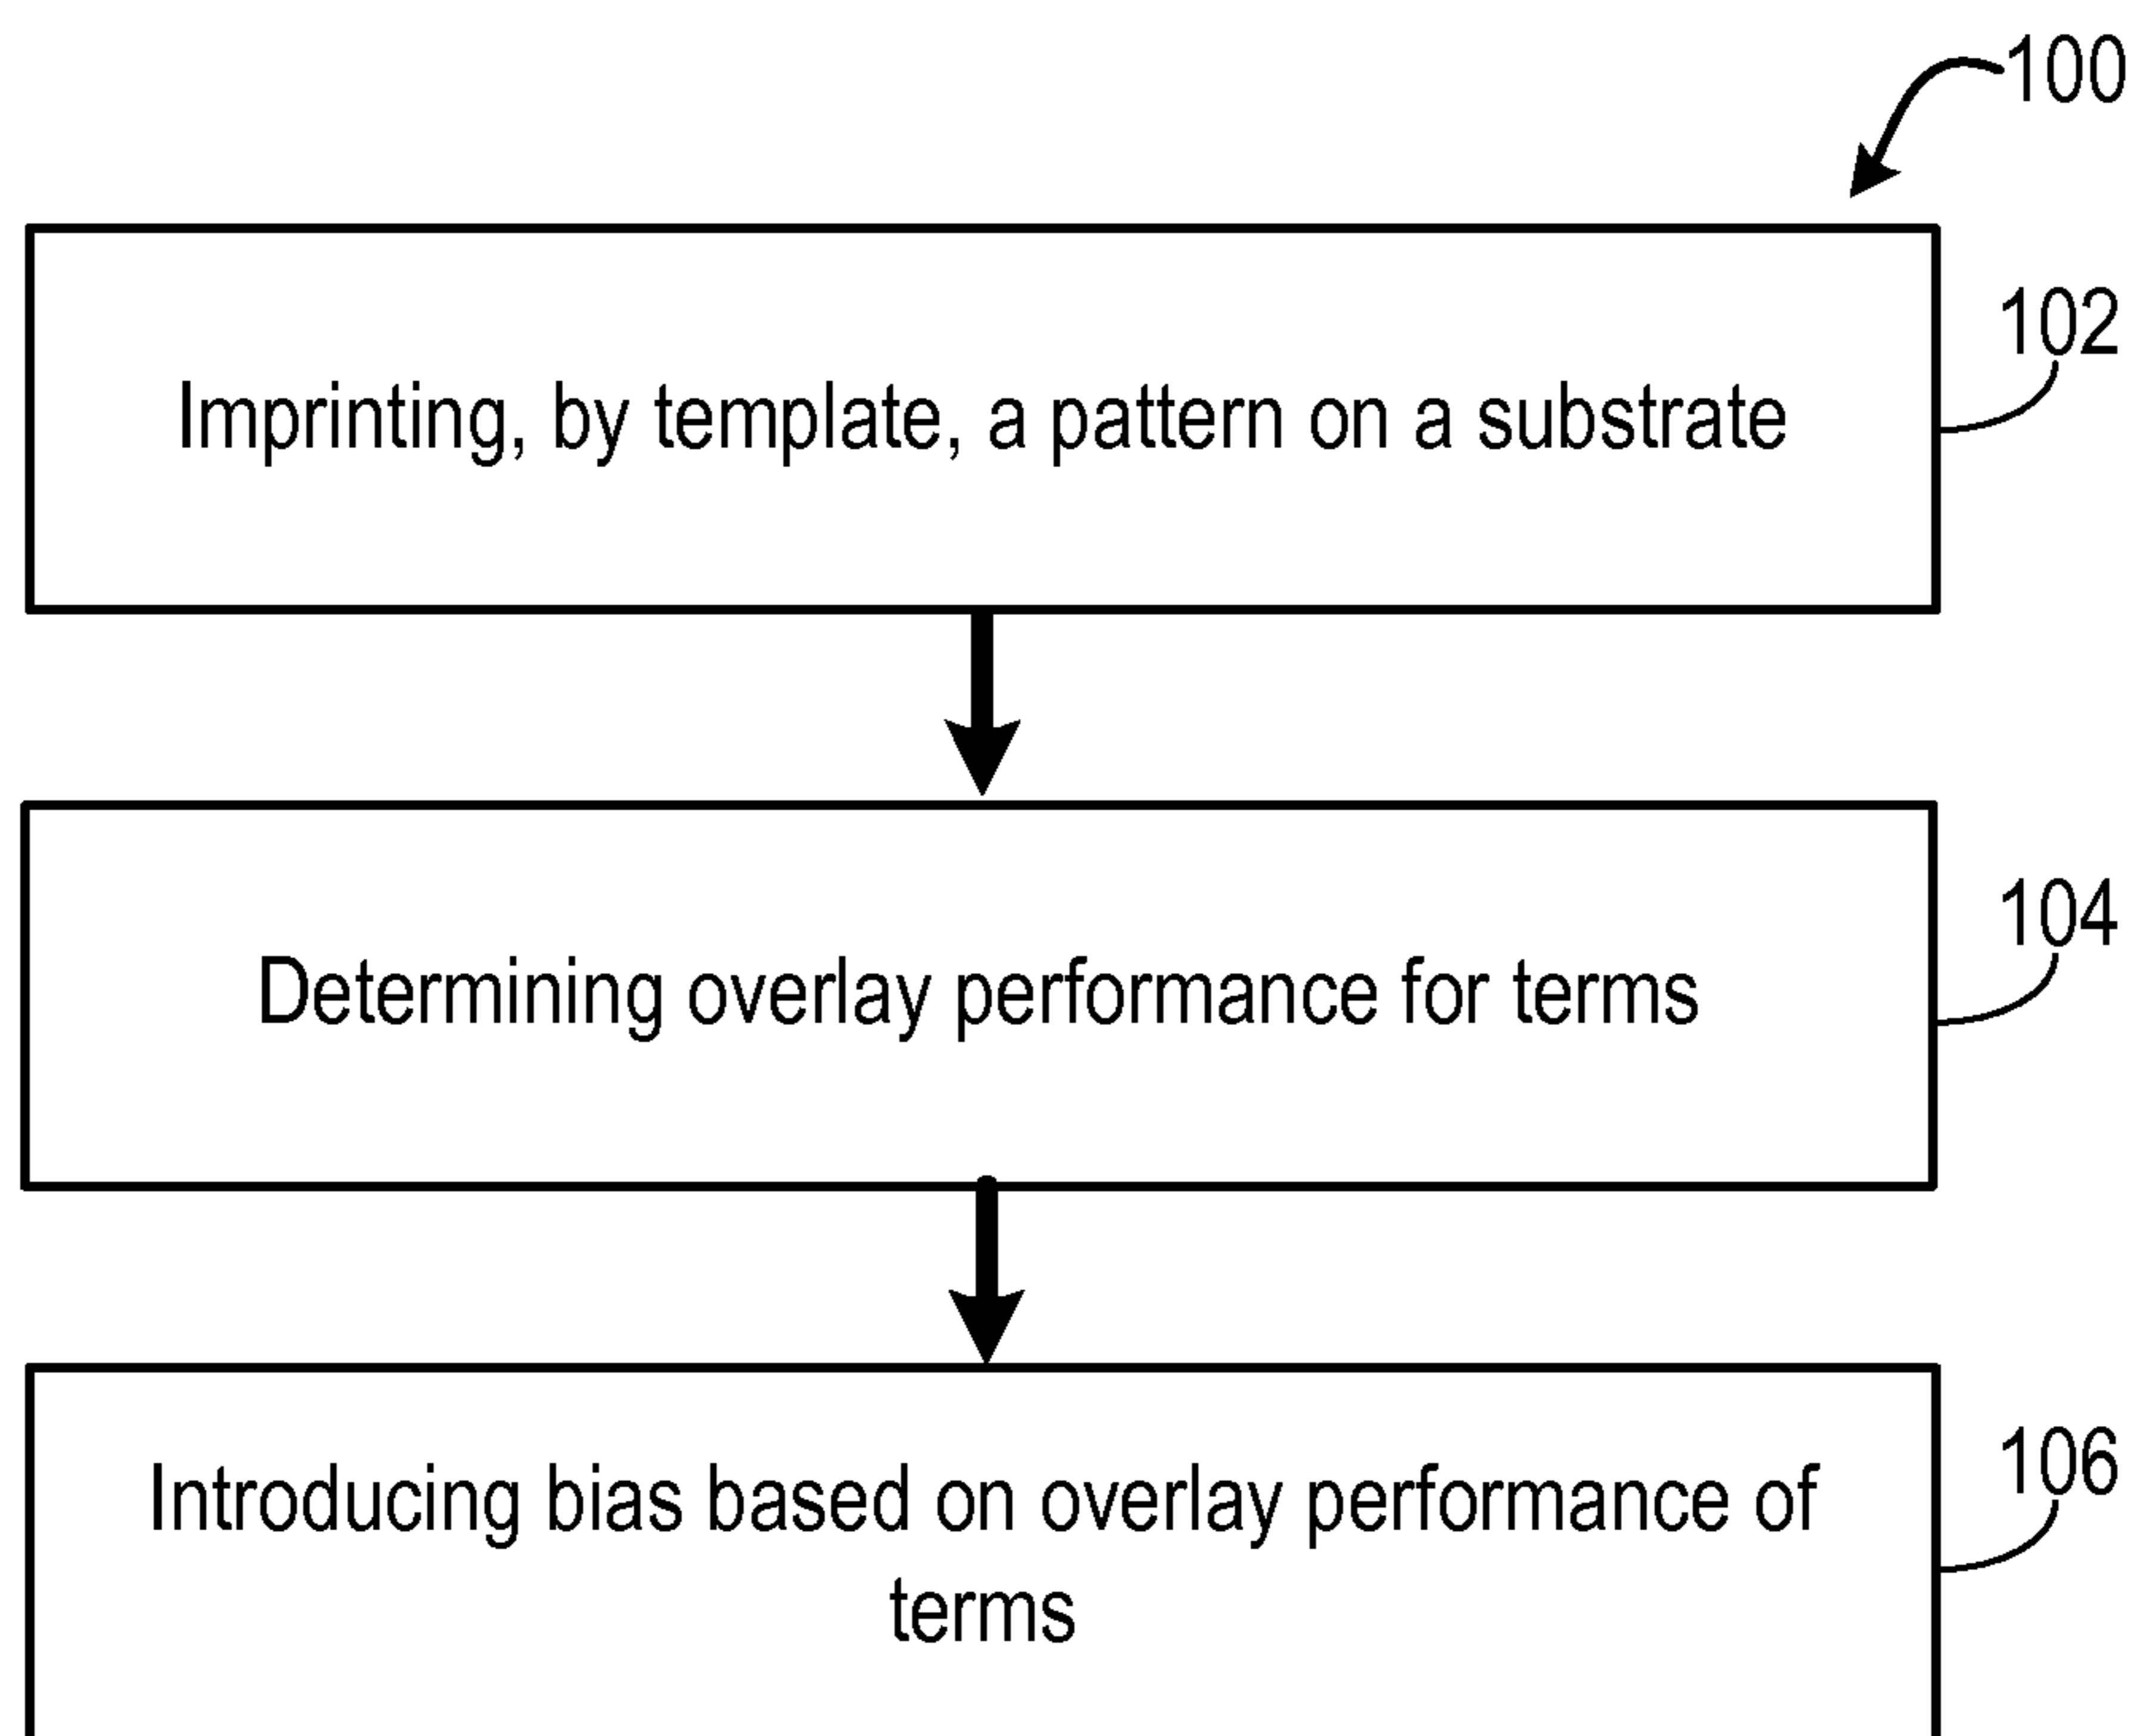 100
102
Imprinting, by template, a pattern on a substrate
104
Determining overlay performance for terms
106
Introducing bias based on overlay performance of
terms